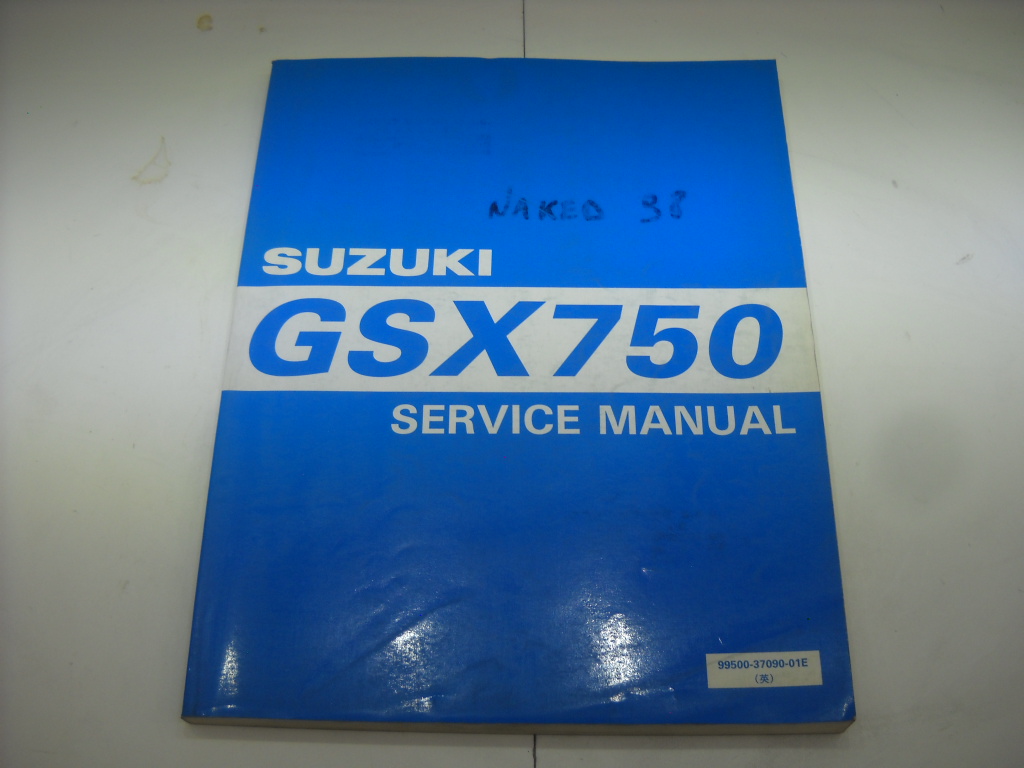 NAKED 98
SUZUKI
GSX750
SERVICE MANUAL
99500-37090-01E
(英)